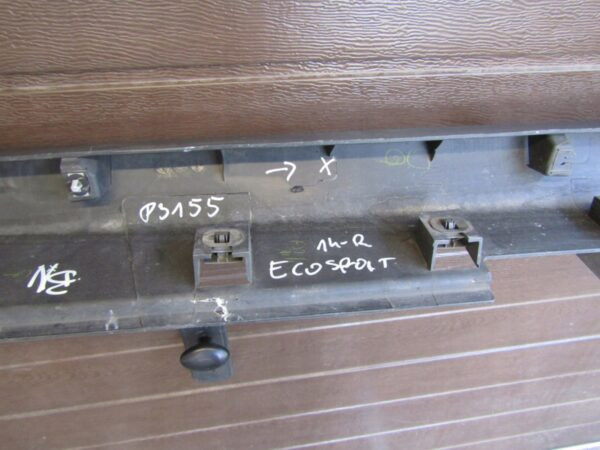 → X
P3155
14-R
ECOSPORT